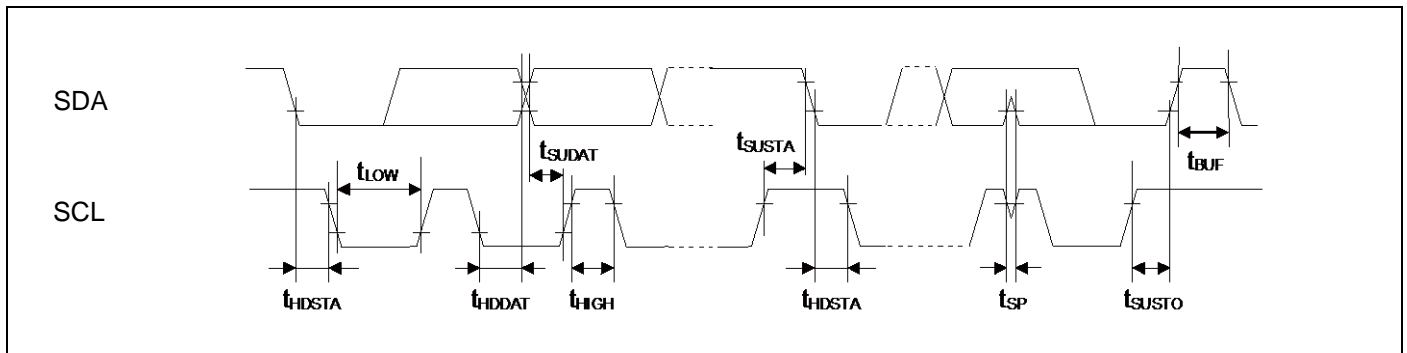 SDA
tSUDAT
tSUSTA
tBUF
tLOW
SCL
tHDSTA
tHDDAT
tHIGH
tHDSTA
tSP
tSUSTO